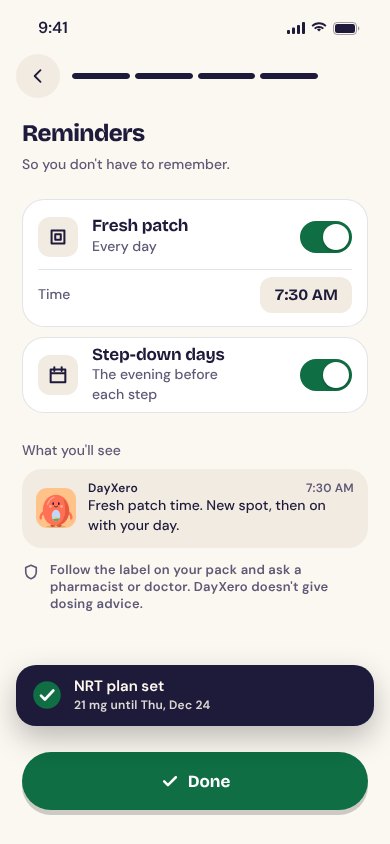 9:41
Reminders
So you don't have to remember.
Fresh patch
Every day
Time
7:30 AM
Step-down days
The evening before
each step
What you'll see
DayXero
7:30 AM
Fresh patch time. New spot, then on
with your day.
Follow the label on your pack and ask a
pharmacist or doctor. DayXero doesn't give
dosing advice.
NRT plan set
21 mg until Thu, Dec 24
Done